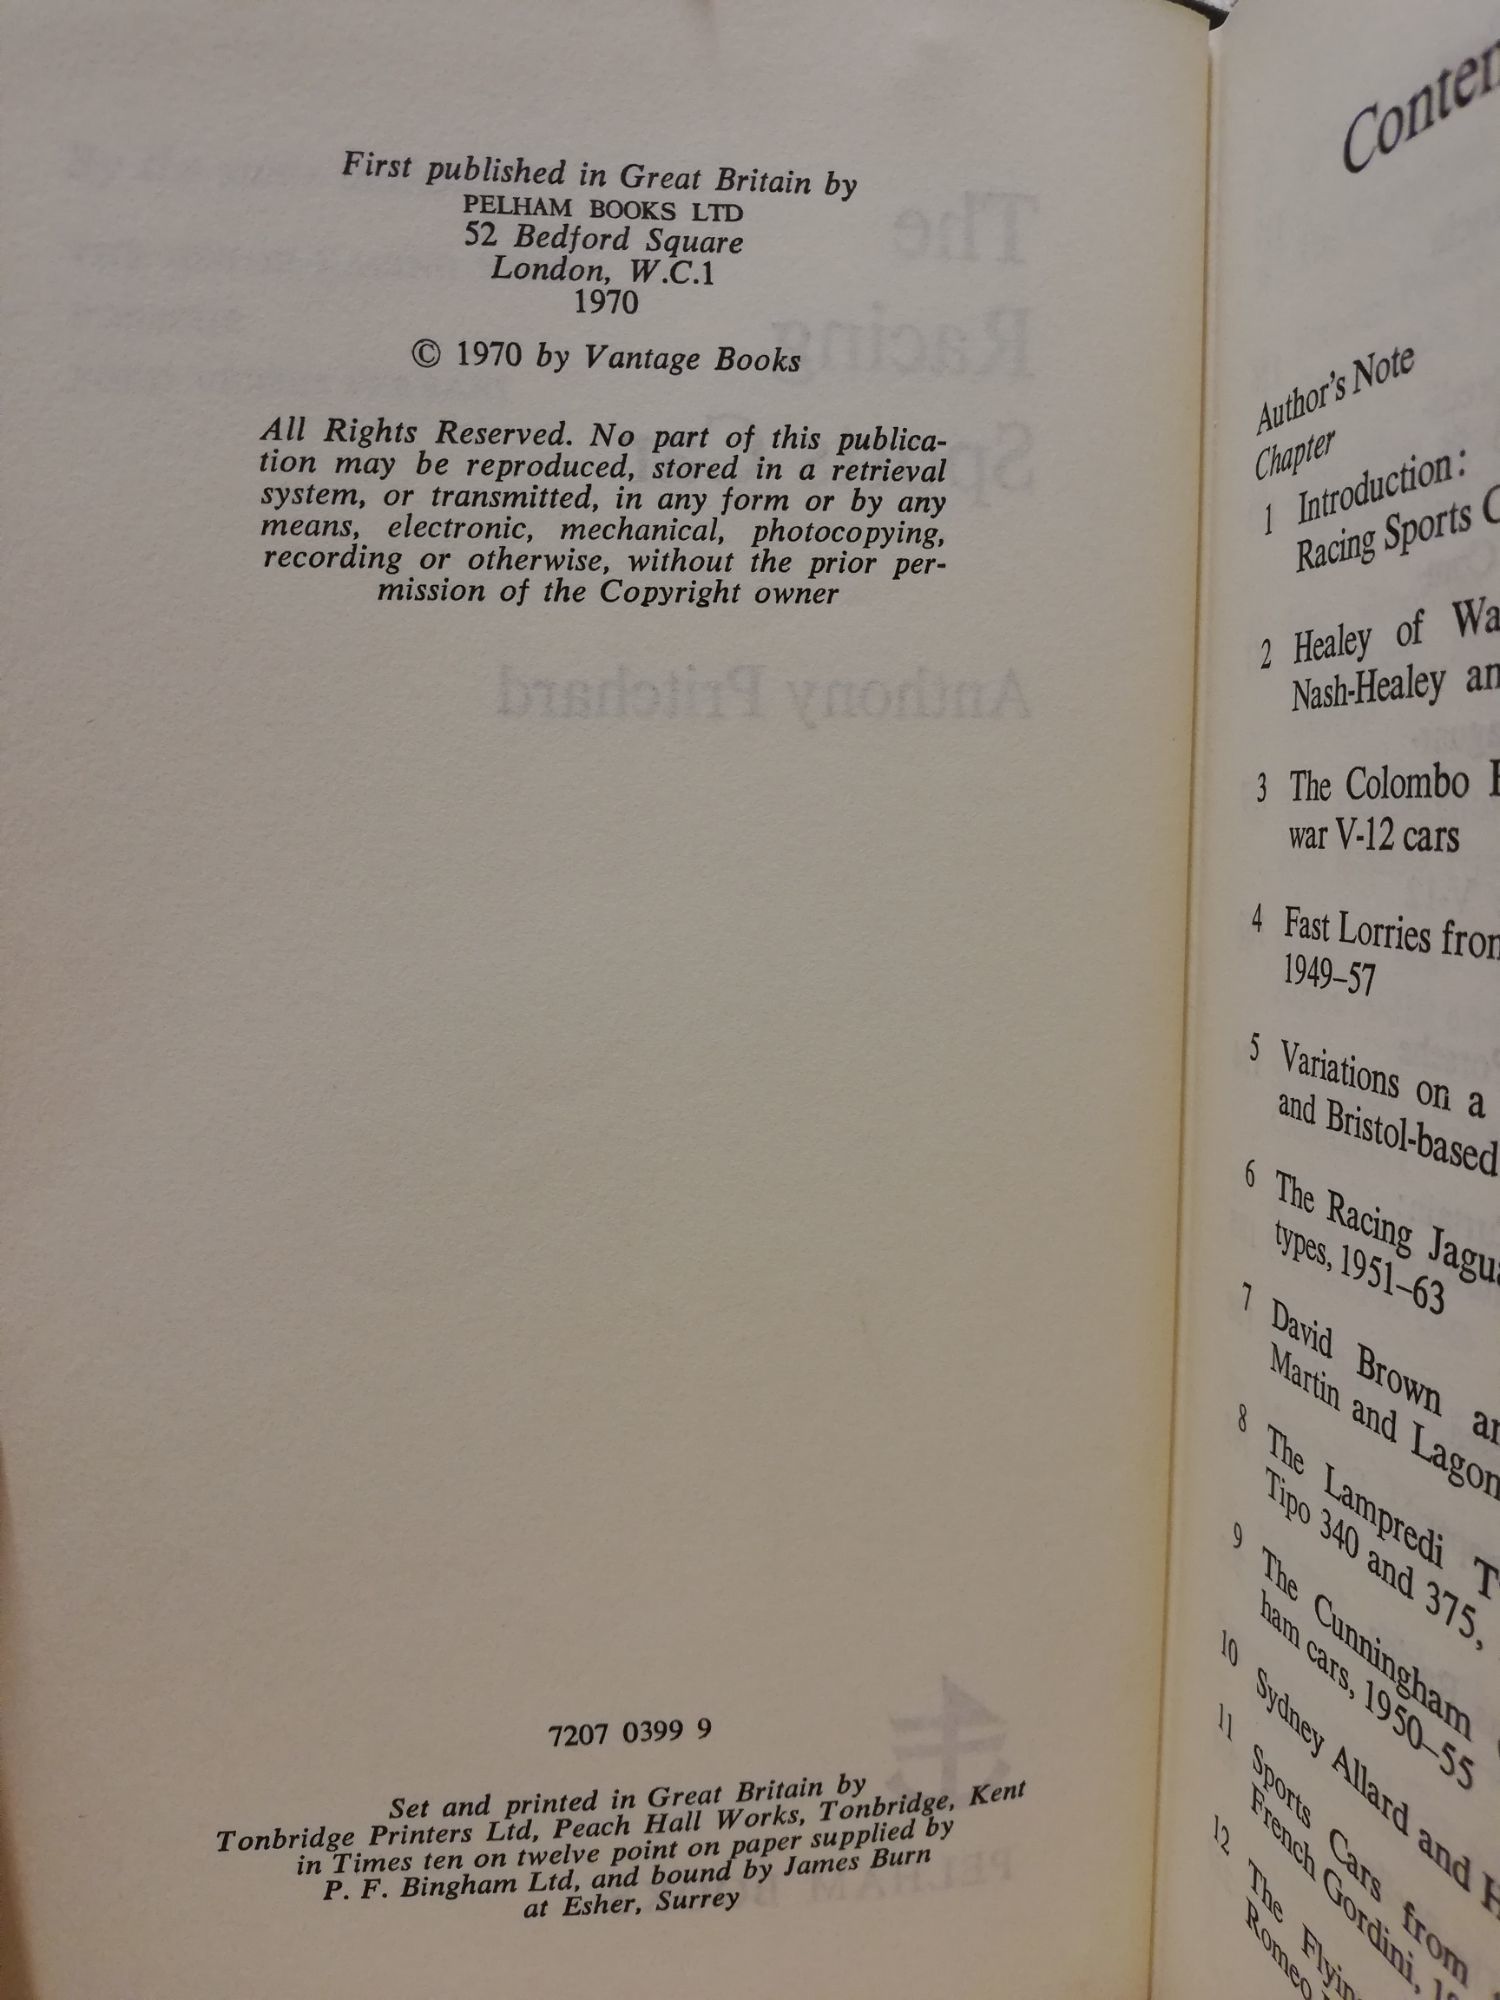 First published in Great Britain by
PELHAM BOOKS LTD
52 Bedford Square
London, W.C.1
1970
© 1970 by Vantage Books
All Rights Reserved. No part of this publica-
tion may be reproduced, stored in a retrieval
system, or transmitted, in any form or by any
means, electronic, mechanical, photocopying,
recording or otherwise, without the prior per-
mission of the Copyright owner
The
Racing
Anthony Pritchard
7207 0399 9
Set and printed in Great Britain by
Tonbridge Printers Ltd, Peach Hall Works, Tonbridge, Kent
in Times ten on twelve point on paper supplied by
P. F. Bingham Ltd, and bound by James Burn
at Esher, Surrey
Author's Note
Chapter
1 Introduction:
Racing Sports
2 Healey of
Nash-Healey
3 The Colombo
war V-12 cars
4 Fast Lorries
1949–57
5 Variations on a
and Bristol-based
6 The Racing
types, 1951–63
7 David Brown
Martin and
8 The Lampredi
Tipo 340 and 375,
9 The Cunningham
ham cars, 1950–55
10 Sydney Allard and
11 Sports Cars from
French Gordini,
12 The
Romeo